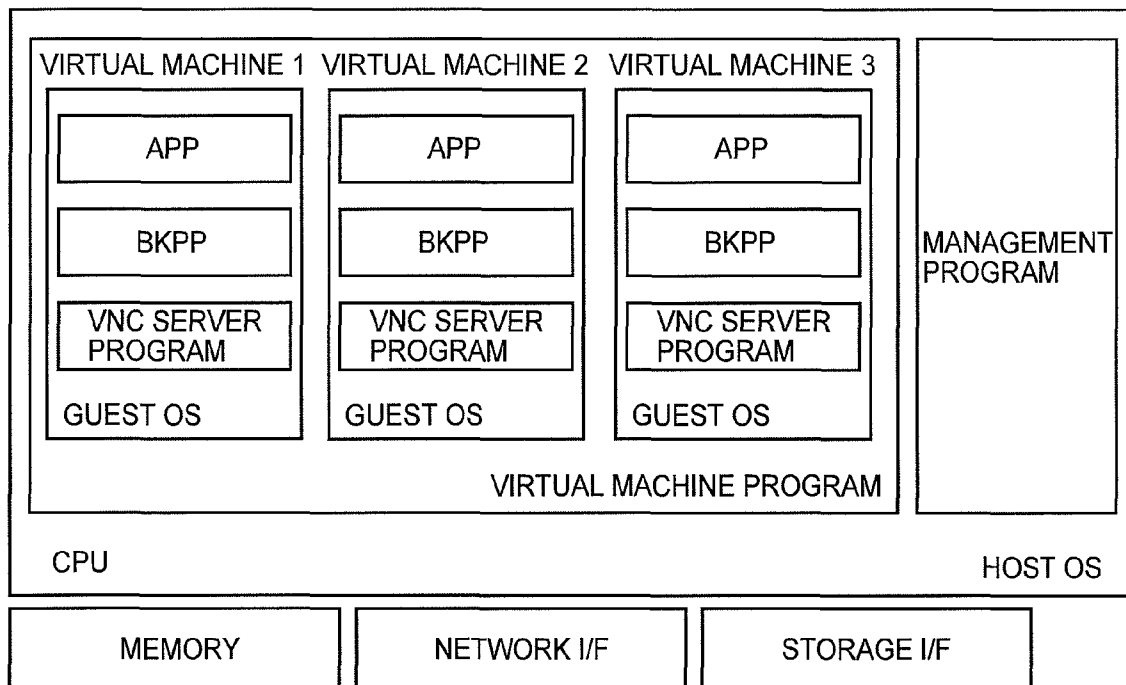 VIRTUAL MACHINE 1 VIRTUAL MACHINE 2 VIRTUAL MACHINE 3
APP
APP
APP
BKPP
BKPP
BKPP
VNC SERVER
PROGRAM
VNC SERVER
PROGRAM
VNC SERVER
PROGRAM
GUEST OS
GUEST OS
GUEST OS
VIRTUAL MACHINE PROGRAM
MANAGEMENT
PROGRAM
CPU
HOST OS
MEMORY
NETWORK I/F
STORAGE I/F